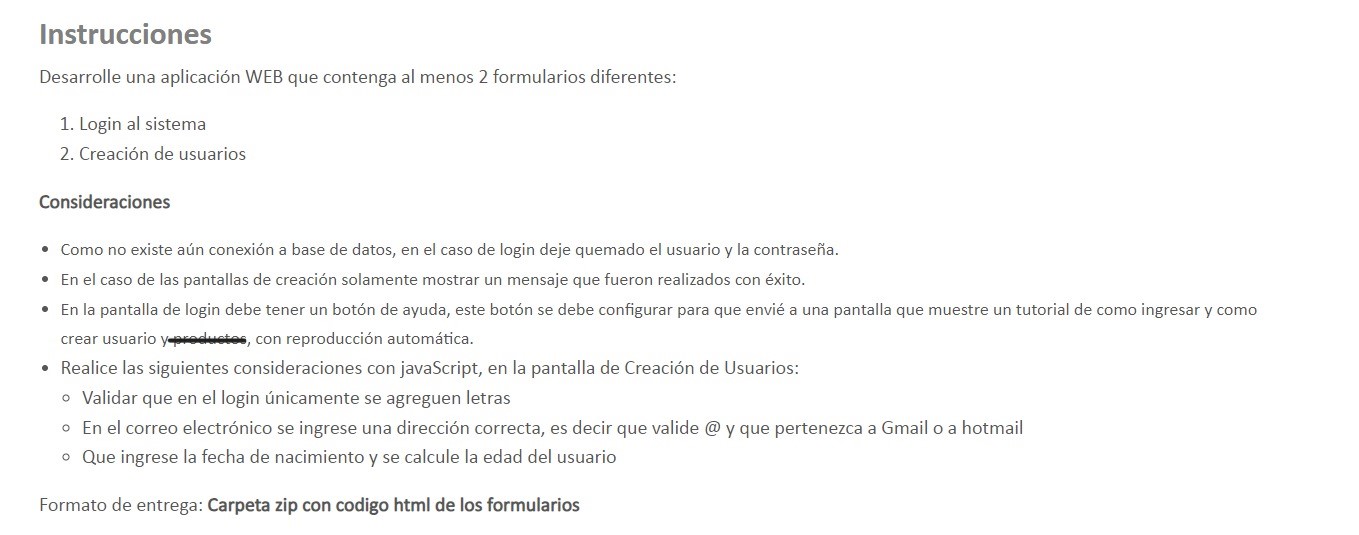 Instrucciones
Desarrolle una aplicación WEB que contenga al menos 2 formularios diferentes:
1. Login al sistema
2. Creación de usuarios
Consideraciones
• Como no existe aún conexión a base de datos, en el caso de login deje quemado el usuario y la contraseña.
• En el caso de las pantallas de creación solamente mostrar un mensaje que fueron realizados con éxito.
• En la pantalla de login debe tener un botón de ayuda, este botón se debe configurar para que envié a una pantalla que muestre un tutorial de como ingresar y como
crear usuario y productos, con reproducción automática.
• Realice las siguientes consideraciones con javaScript, en la pantalla de Creación de Usuarios:
○ Validar que en el login únicamente se agreguen letras
○ En el correo electrónico se ingrese una dirección correcta, es decir que valide @ y que pertenezca a Gmail o a hotmail
○ Que ingrese la fecha de nacimiento y se calcule la edad del usuario
Formato de entrega: Carpeta zip con codigo html de los formularios